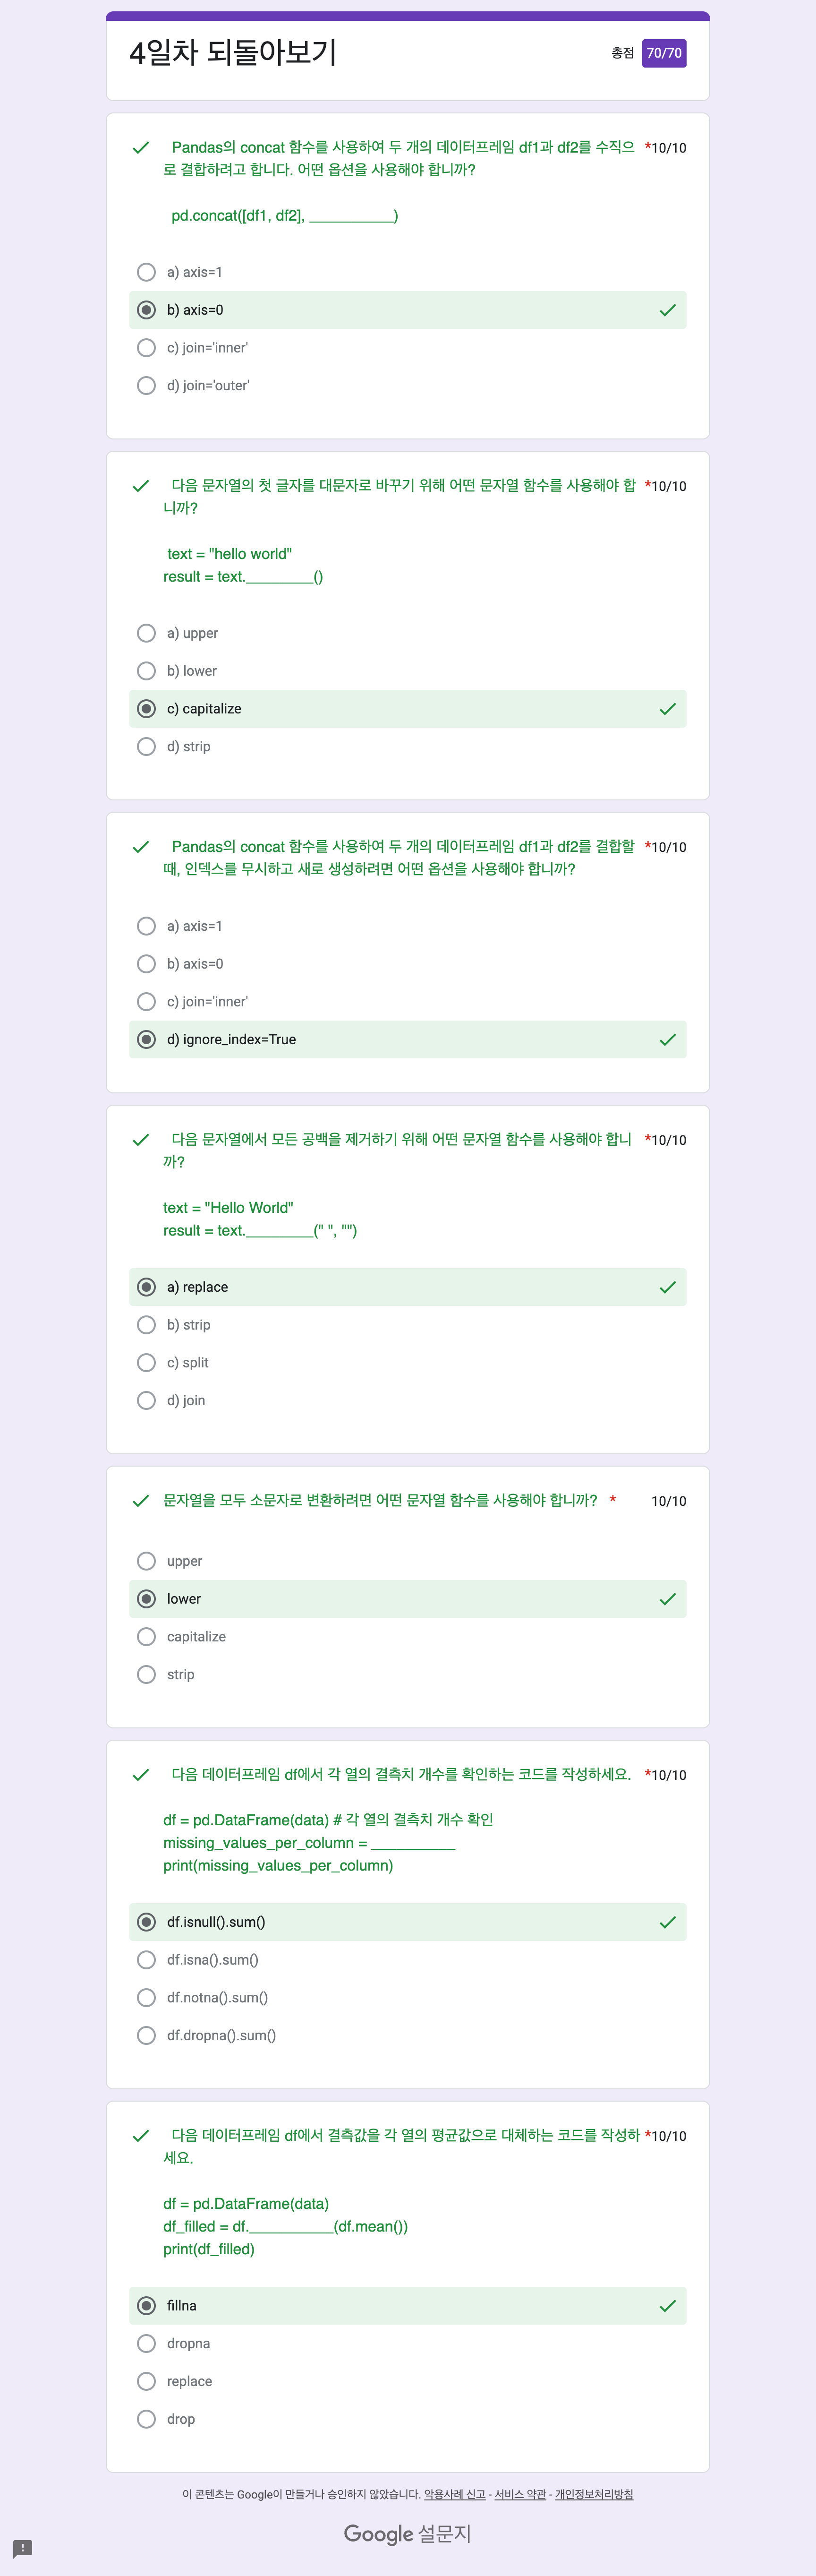 4일차 되돌아보기
총점 70/70
Pandas의 concat 함수를 사용하여 두 개의 데이터프레임 df1과 df2를 수직으 *10/10
로 결합하려고 합니다. 어떤 옵션을 사용해야 합니까?
pd.concat([df1, df2], __________)
a) axis=1
b) axis=0
c) join='inner'
d) join='outer'
다음 문자열의 첫 글자를 대문자로 바꾸기 위해 어떤 문자열 함수를 사용해야 합 *10/10
니까?
text = "hello world"
result = text.________()
a) upper
b) lower
c) capitalize
d) strip
Pandas의 concat 함수를 사용하여 두 개의 데이터프레임 df1과 df2를 결합할 *10/10
때, 인덱스를 무시하고 새로 생성하려면 어떤 옵션을 사용해야 합니까?
a) axis=1
b) axis=0
c) join='inner'
d) ignore_index=True
다음 문자열에서 모든 공백을 제거하기 위해 어떤 문자열 함수를 사용해야 합니 *10/10
까?
text = "Hello World"
result = text.________(" ", "")
a) replace
b) strip
c) split
d) join
문자열을 모두 소문자로 변환하려면 어떤 문자열 함수를 사용해야 합니까? * 10/10
upper
lower
capitalize
strip
다음 데이터프레임 df에서 각 열의 결측치 개수를 확인하는 코드를 작성하세요. *10/10
df = pd.DataFrame(data) # 각 열의 결측치 개수 확인
missing_values_per_column = __________
print(missing_values_per_column)
df.isnull().sum()
df.isna().sum()
df.notna().sum()
df.dropna().sum()
다음 데이터프레임 df에서 결측값을 각 열의 평균값으로 대체하는 코드를 작성하 *10/10
세요.
df = pd.DataFrame(data)
df_filled = df.__________(df.mean())
print(df_filled)
fillna
dropna
replace
drop
이 콘텐츠는 Google이 만들거나 승인하지 않았습니다. 악용사례 신고 - 서비스 약관 - 개인정보처리방침
Google 설문지